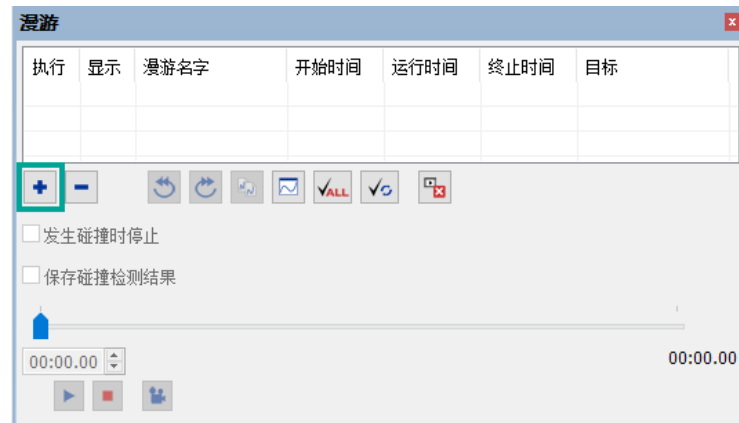 漫游
执行 显示 漫游名字 开始时间 运行时间 终止时间 目标
ALL
发生碰撞时停止
保存碰撞检测结果
00:00.00 00:00.00